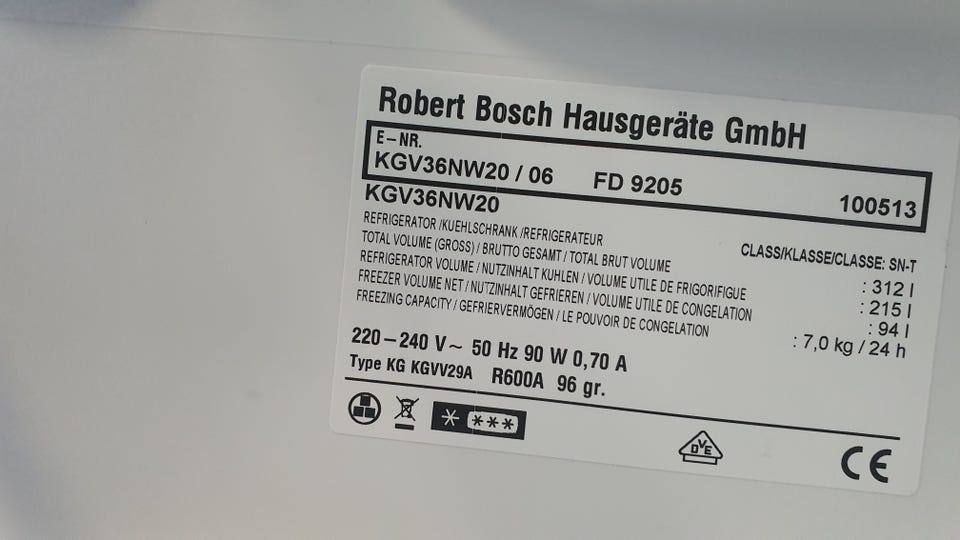 Robert Bosch Hausgeräte GmbH
E-NR.
KGV36NW20 / 06 FD 9205 100513
KGV36NW20
REFRIGERATOR /KUEHLSCHRANK /REFRIGERATEUR CLASS/KLASSE/CLASSE: SN-T
TOTAL VOLUME (GROSS) / BRUTTO GESAMT / TOTAL BRUT VOLUME : 312 l
REFRIGERATOR VOLUME / NUTZINHALT KUHLEN / VOLUME UTILE DE FRIGORIFIGUE : 215 l
FREEZER VOLUME NET / NUTZINHALT GEFRIEREN / VOLUME UTILE DE CONGELATION : 94 l
FREEZING CAPACITY / GEFRIERVERMÖGEN / LE POUVOIR DE CONGELATION : 7,0 kg / 24 h
220-240 V~ 50 Hz 90 W 0,70 A
Type KG KGVV29A R600A 96 gr.
* *** DVE CE